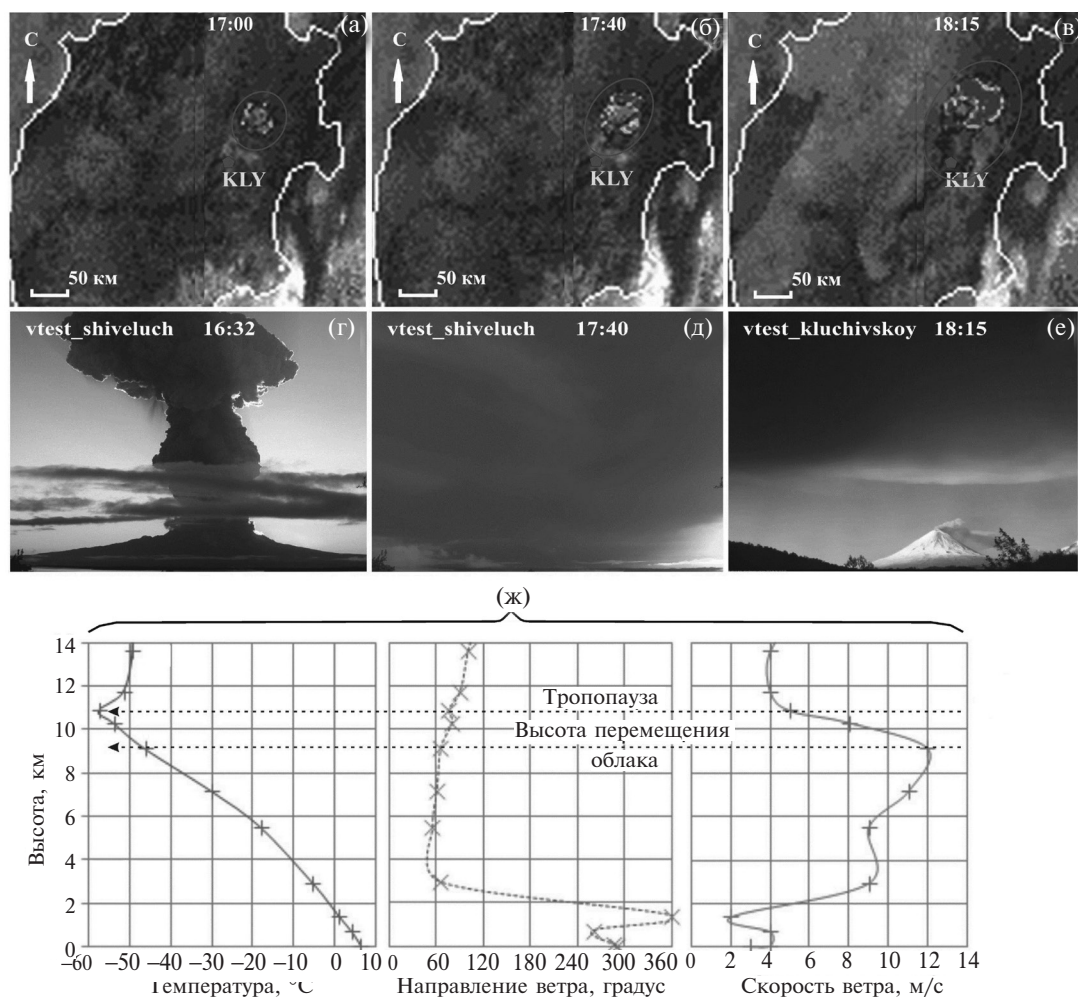 17:00 (а)
С
KLY
50 км
17:40 (б)
С
KLY
50 км
18:15 (в)
С
KLY
50 км
vtest_shiveluch 16:32 (г)
vtest_shiveluch 17:40 (д)
vtest_kluchivskoy 18:15 (е)
(ж)
Высота, км
14
12
10
8
6
4
2
0
Тропопауза
Высота перемещения
облака
–60 –50 –40 –30 –20 –10 0 10
Температура, °С
0 60 120 180 240 300 360
Направление ветра, градус
0 2 4 6 8 10 12 14
Скорость ветра, м/с